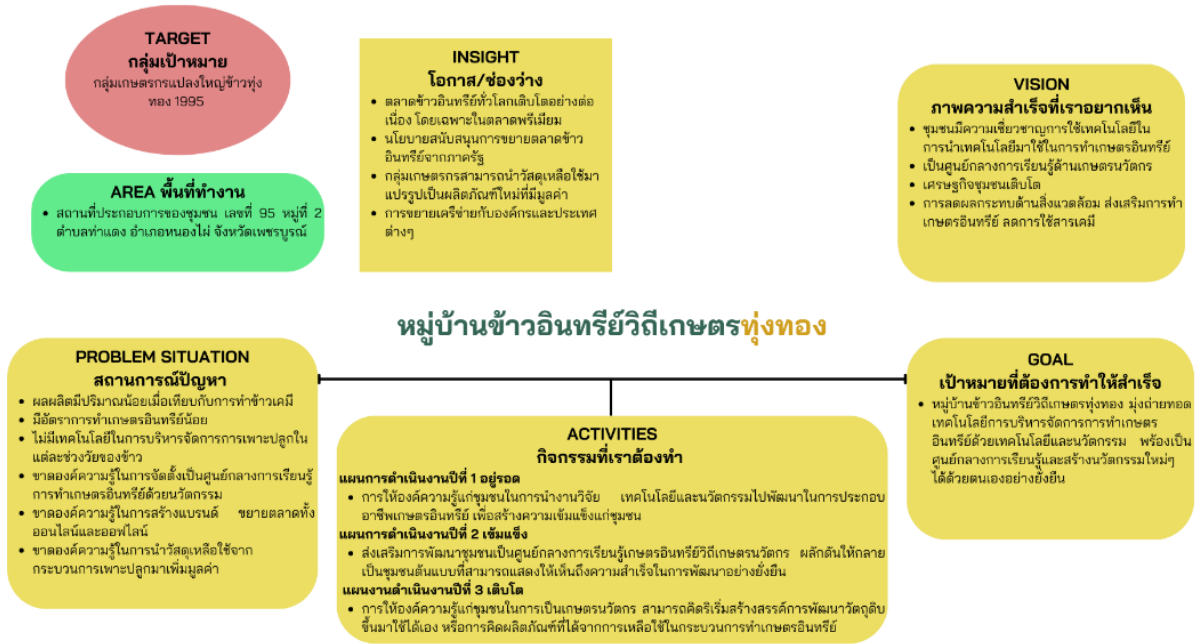 TARGET
กลุ่มเป้าหมาย
กลุ่มเกษตรกรแปลงใหญ่ข้าวทุ่ง
ทอง 1995
AREA พื้นที่ทำงาน
• สถานที่ประกอบการของชุมชน เลขที่ 95 หมู่ที่ 2
ตำบลท่าแดง อำเภอหนองไผ่ จังหวัดเพชรบูรณ์
INSIGHT
โอกาส/ช่องว่าง
• ตลาดข้าวอินทรีย์ทั่วโลกเติบโตอย่างต่อ
เนื่อง โดยเฉพาะในตลาดพรีเมียม
• นโยบายสนับสนุนการขยายตลาดข้าว
อินทรีย์จากภาครัฐ
• กลุ่มเกษตรกรสามารถนำวัสดุเหลือใช้มา
แปรรูปเป็นผลิตภัณฑ์ใหม่ที่มีมูลค่า
• การขยายเครือข่ายกับองค์กรและประเทศ
ต่างๆ
VISION
ภาพความสำเร็จที่เราอยากเห็น
• ชุมชนมีความเชี่ยวชาญการใช้เทคโนโลยีใน
การนำเทคโนโลยีมาใช้ในการทำเกษตรอินทรีย์
• เป็นศูนย์กลางการเรียนรู้ด้านเกษตรนวัตกร
• เศรษฐกิจชุมชนเติบโต
• การลดผลกระทบด้านสิ่งแวดล้อม ส่งเสริมการทำ
เกษตรอินทรีย์ ลดการใช้สารเคมี
หมู่บ้านข้าวอินทรีย์วิถีเกษตรทุ่งทอง
PROBLEM SITUATION
สถานการณ์ปัญหา
• ผลผลิตมีปริมาณน้อยเมื่อเทียบกับการทำข้าวเคมี
• มีอัตราการทำเกษตรอินทรีย์น้อย
• ไม่มีเทคโนโลยีในการบริหารจัดการการเพาะปลูกใน
แต่ละช่วงวัยของข้าว
• ขาดองค์ความรู้ในการจัดตั้งเป็นศูนย์กลางการเรียนรู้
การทำเกษตรอินทรีย์ด้วยนวัตกรรม
• ขาดองค์ความรู้ในการสร้างแบรนด์ ขยายตลาดทั้ง
ออนไลน์และออฟไลน์
• ขาดองค์ความรู้ในการนำวัสดุเหลือใช้จาก
กระบวนการเพาะปลูกมาเพิ่มมูลค่า
ACTIVITIES
กิจกรรมที่เราต้องทำ
แผนการดำเนินงานปีที่ 1 อยู่รอด
• การให้องค์ความรู้แก่ชุมชนในการนำงานวิจัย เทคโนโลยีและนวัตกรรมไปพัฒนาในการประกอบ
อาชีพเกษตรอินทรีย์ เพื่อสร้างความเข้มแข็งแก่ชุมชน
แผนการดำเนินงานปีที่ 2 เข้มแข็ง
• ส่งเสริมการพัฒนาชุมชนเป็นศูนย์กลางการเรียนรู้เกษตรอินทรีย์วิถีเกษตรนวัตกร ผลักดันให้กลาย
เป็นชุมชนต้นแบบที่สามารถแสดงให้เห็นถึงความสำเร็จในการพัฒนาอย่างยั่งยืน
แผนงานดำเนินงานปีที่ 3 เติบโต
• การให้องค์ความรู้แก่ชุมชนในการเป็นเกษตรนวัตกร สามารถคิดริเริ่มสร้างสรรค์การพัฒนาวัตถุดิบ
ขึ้นมาใช้ได้เอง หรือการคิดผลิตภัณฑ์ที่ได้จากการเหลือใช้ในกระบวนการทำเกษตรอินทรีย์
GOAL
เป้าหมายที่ต้องการทำให้สำเร็จ
• หมู่บ้านข้าวอินทรีย์วิถีเกษตรทุ่งทอง มุ่งถ่ายทอด
เทคโนโลยีการบริหารจัดการการทำเกษตร
อินทรีย์ด้วยเทคโนโลยีและนวัตกรรม พร้องเป็น
ศูนย์กลางการเรียนรู้และสร้างนวัตกรรมใหม่ๆ
ได้ด้วยตนเองอย่างยั่งยืน